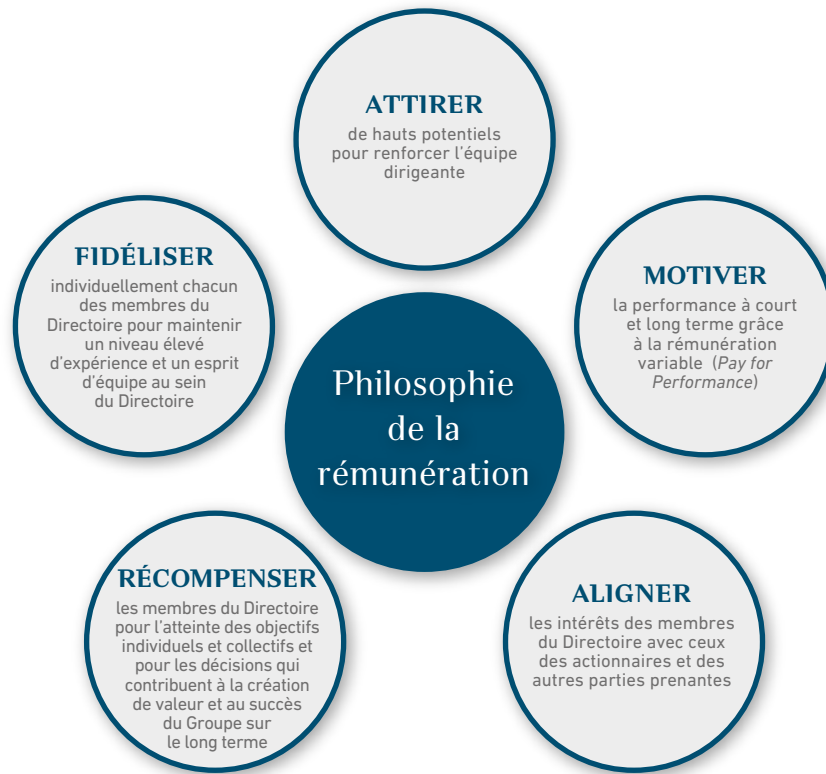 ATTIRER
de hauts potentiels
pour renforcer l'équipe
dirigeante
MOTIVER
la performance à court
et long terme grâce
à la rémunération
variable (Pay for
Performance)
ALIGNER
les intérêts des membres
du Directoire avec ceux
des actionnaires et des
autres parties prenantes
RÉCOMPENSER
les membres du Directoire
pour l'atteinte des objectifs
individuels et collectifs et
pour les décisions qui
contribuent à la création
de valeur et au succès
du Groupe sur
le long terme
FIDÉLISER
individuellement chacun
des membres du
Directoire pour maintenir
un niveau élevé
d'expérience et un esprit
d'équipe au sein
du Directoire
Philosophie
de la
rémunération